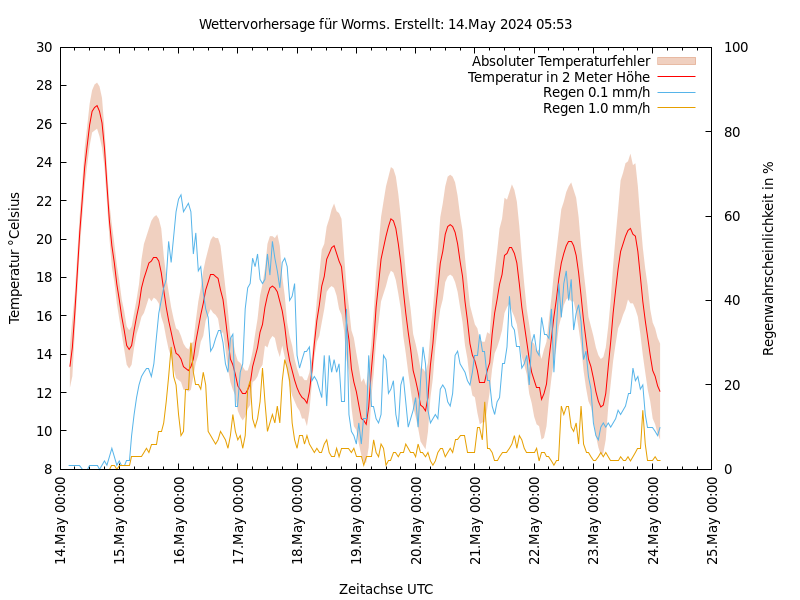 Wettervorhersage für Worms. Erstellt: 14.May 2024 05:53
30
28
26
24
22
20
18
16
14
12
10
8
100
80
60
40
20
0
Absoluter Temperaturfehler
Temperatur in 2 Meter Höhe
Regen 0.1 mm/h
Regen 1.0 mm/h
Temperatur °Celsius
Regenwahrscheinlichkeit in %
14.May 00:00
15.May 00:00
16.May 00:00
17.May 00:00
18.May 00:00
19.May 00:00
20.May 00:00
21.May 00:00
22.May 00:00
23.May 00:00
24.May 00:00
25.May 00:00
Zeitachse UTC